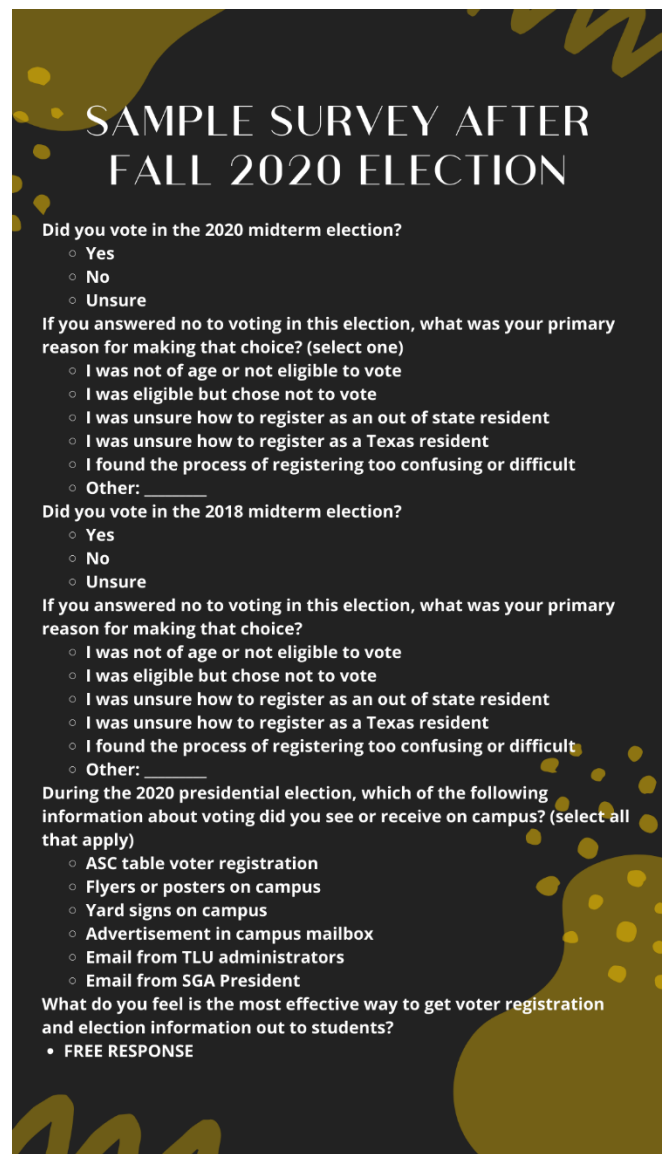 SAMPLE SURVEY AFTER
FALL 2020 ELECTION
Did you vote in the 2020 midterm election?
○ Yes
○ No
○ Unsure
If you answered no to voting in this election, what was your primary
reason for making that choice? (select one)
○ I was not of age or not eligible to vote
○ I was eligible but chose not to vote
○ I was unsure how to register as an out of state resident
○ I was unsure how to register as a Texas resident
○ I found the process of registering too confusing or difficult
○ Other: ________
Did you vote in the 2018 midterm election?
○ Yes
○ No
○ Unsure
If you answered no to voting in this election, what was your primary
reason for making that choice?
○ I was not of age or not eligible to vote
○ I was eligible but chose not to vote
○ I was unsure how to register as an out of state resident
○ I was unsure how to register as a Texas resident
○ I found the process of registering too confusing or difficult
○ Other: ________
During the 2020 presidential election, which of the following
information about voting did you see or receive on campus? (select all
that apply)
○ ASC table voter registration
○ Flyers or posters on campus
○ Yard signs on campus
○ Advertisement in campus mailbox
○ Email from TLU administrators
○ Email from SGA President
What do you feel is the most effective way to get voter registration
and election information out to students?
• FREE RESPONSE